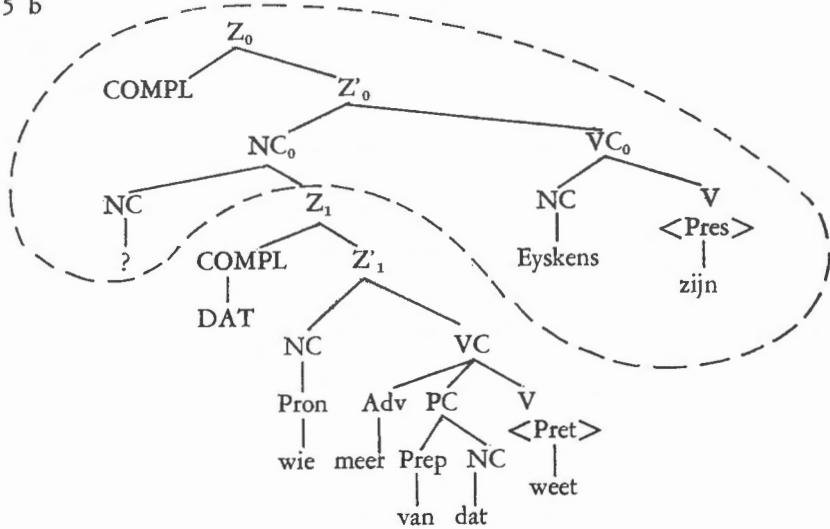 5 b
Z₀
COMPL Z'₀
NC₀ VC₀
NC Z₁ NC V
<Pres>
? COMPL Z'₁ Eyskens
zijn
DAT
NC VC
Pron Adv PC V
<Pret>
wie meer Prep NC
weet
van dat